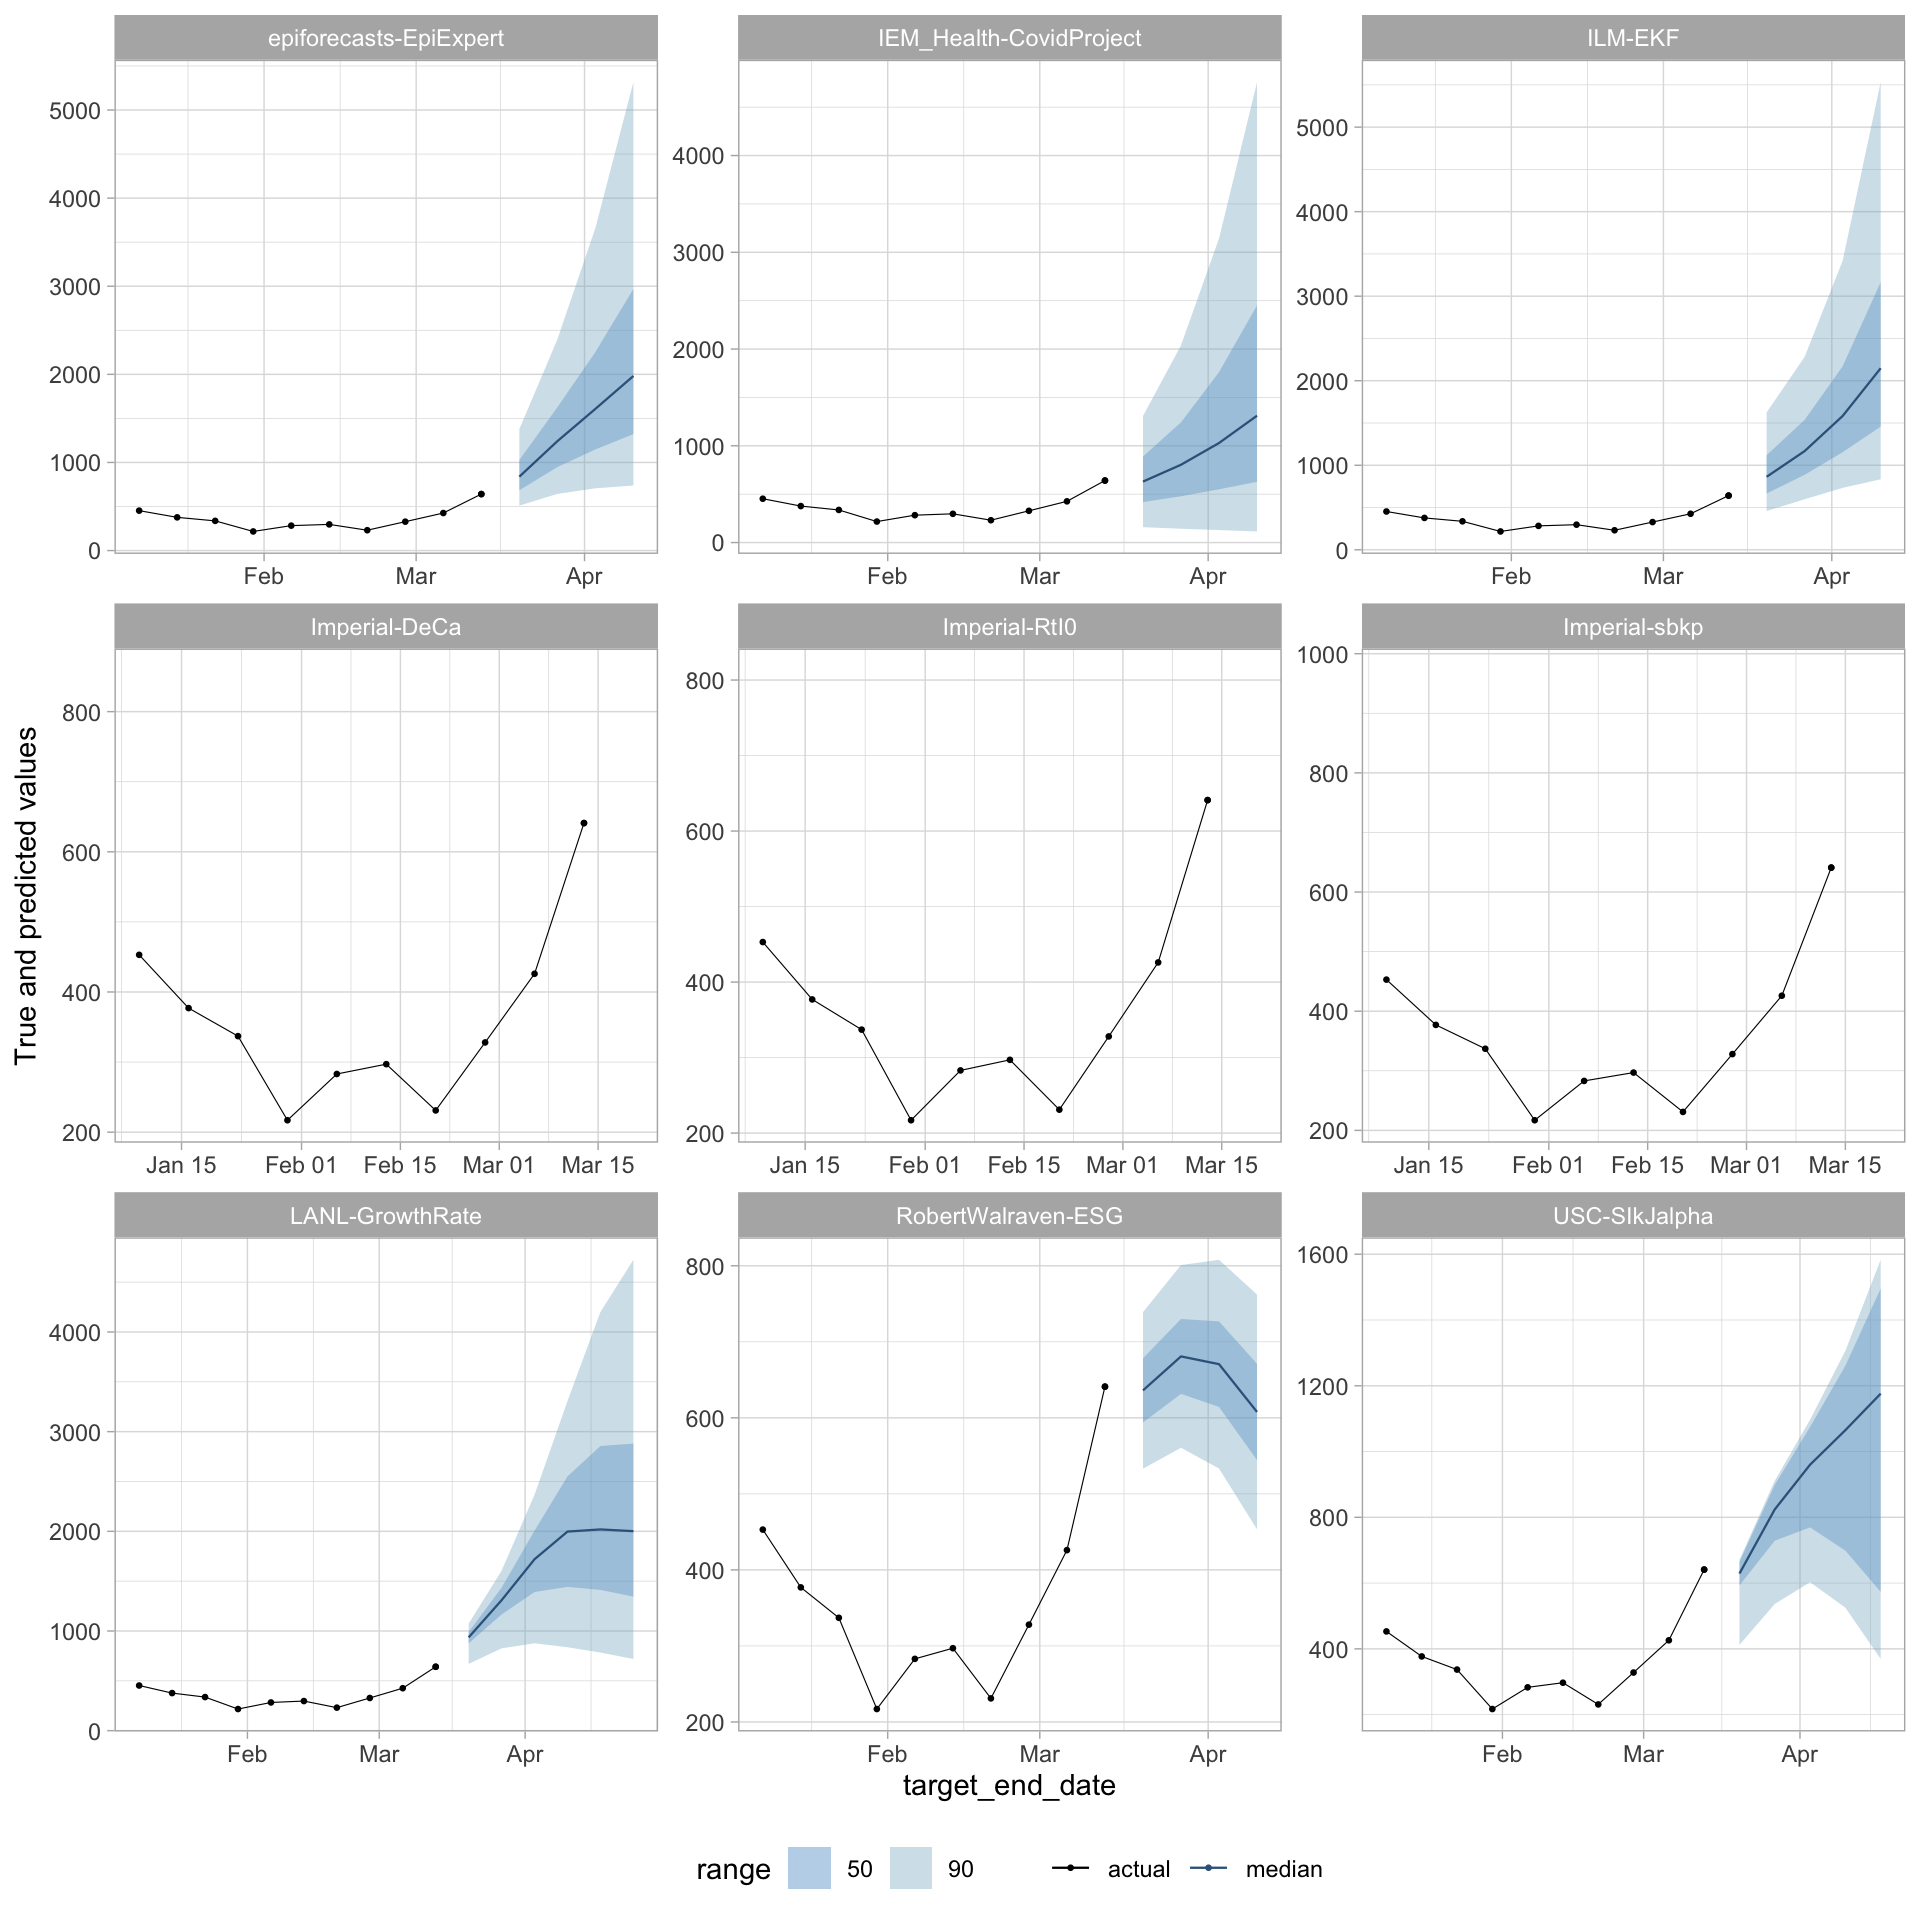 epiforecasts-EpiExpert
IEM_Health-CovidProject
ILM-EKF
5000
4000
3000
2000
1000
0
Feb Mar Apr
4000
3000
2000
1000
0
Feb Mar Apr
5000
4000
3000
2000
1000
0
Feb Mar Apr
Imperial-DeCa
Imperial-RtI0
Imperial-sbkp
True and predicted values
800
600
400
200
Jan 15 Feb 01 Feb 15 Mar 01 Mar 15
800
600
400
200
Jan 15 Feb 01 Feb 15 Mar 01 Mar 15
1000
800
600
400
200
Jan 15 Feb 01 Feb 15 Mar 01 Mar 15
LANL-GrowthRate
RobertWalraven-ESG
USC-SIkJalpha
4000
3000
2000
1000
0
Feb Mar Apr
800
600
400
200
Feb Mar Apr
1600
1200
800
400
Feb Mar Apr
target_end_date
range 50 90 actual median